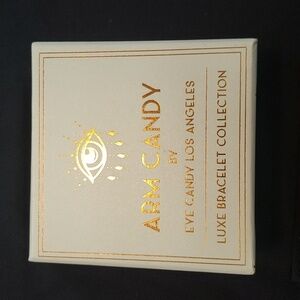 ARM CANDY
BY
EYE CANDY LOS ANGELES
LUXE BRACELET COLLECTION